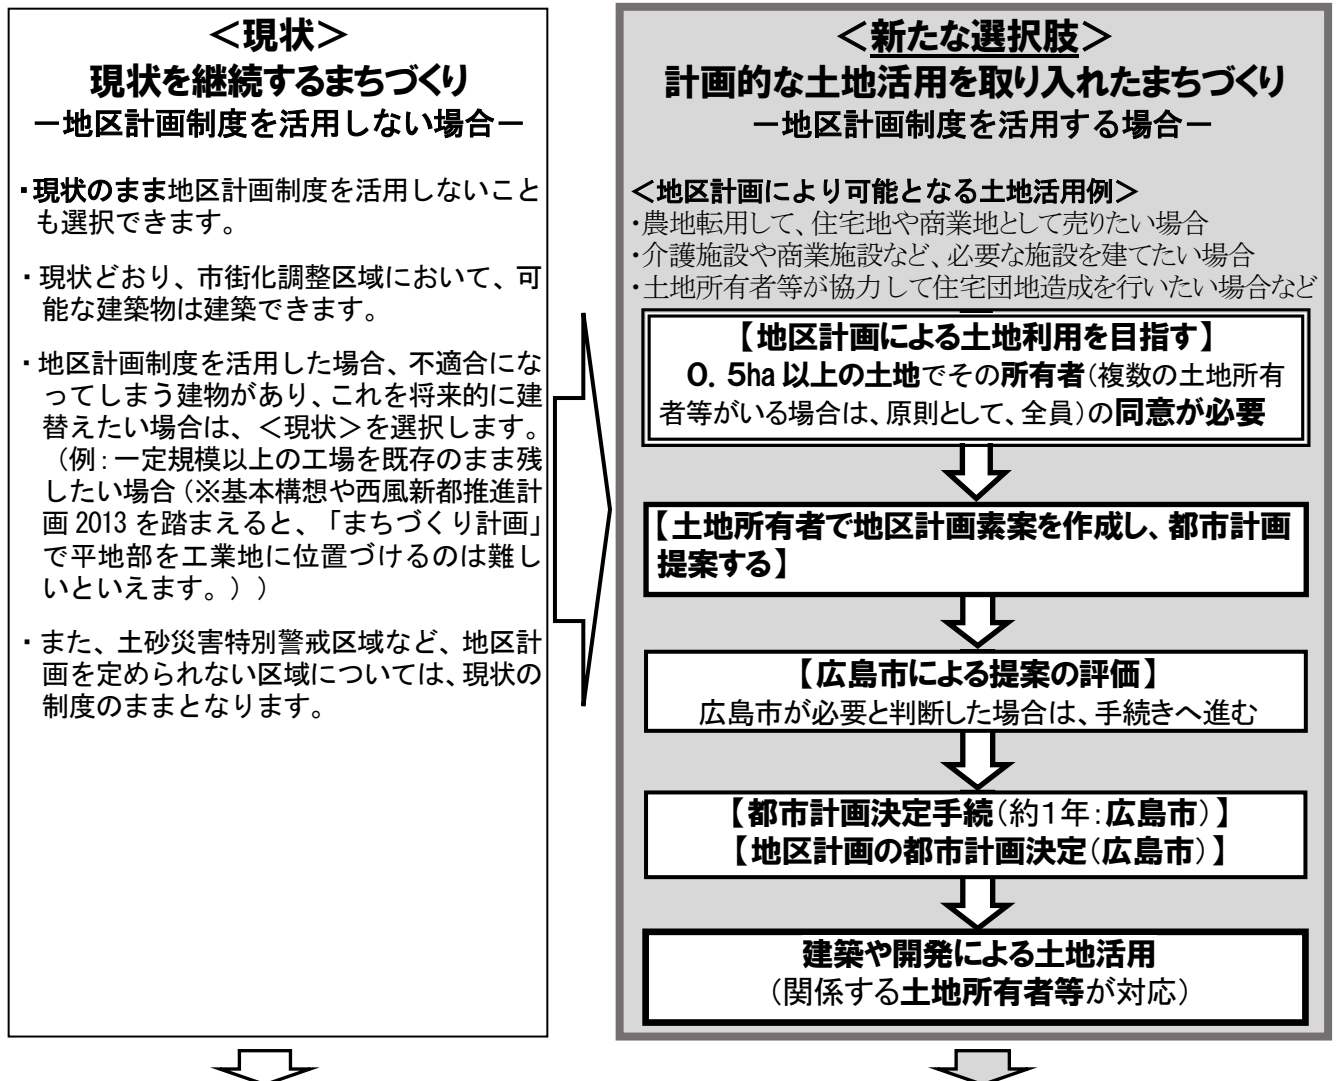 ＜現状＞
現状を継続するまちづくり
－地区計画制度を活用しない場合－
・現状のまま地区計画制度を活用しないこと
も選択できます。
・現状どおり、市街化調整区域において、可
能な建築物は建築できます。
・地区計画制度を活用した場合、不適合にな
ってしまう建物があり、これを将来的に建
替えたい場合は、＜現状＞を選択します。
（例：一定規模以上の工場を既存のまま残
したい場合（※基本構想や西風新都推進計
画2013を踏まえると、「まちづくり計画」
で平地部を工業地に位置づけるのは難し
いといえます。））
・また、土砂災害特別警戒区域など、地区計
画を定められない区域については、現状の
制度のままとなります。
＜新たな選択肢＞
計画的な土地活用を取り入れたまちづくり
－地区計画制度を活用する場合－
＜地区計画により可能となる土地活用例＞
・農地転用して、住宅地や商業地として売りたい場合
・介護施設や商業施設など、必要な施設を建てたい場合
・土地所有者等が協力して住宅団地造成を行いたい場合など
【地区計画による土地利用を目指す】
０．５ha以上の土地でその所有者（複数の土地所有
者等がいる場合は、原則として、全員）の同意が必要
【土地所有者で地区計画素案を作成し、都市計画
提案する】
【広島市による提案の評価】
広島市が必要と判断した場合は、手続きへ進む
【都市計画決定手続（約１年：広島市）】
【地区計画の都市計画決定（広島市）】
建築や開発による土地活用
（関係する土地所有者等が対応）